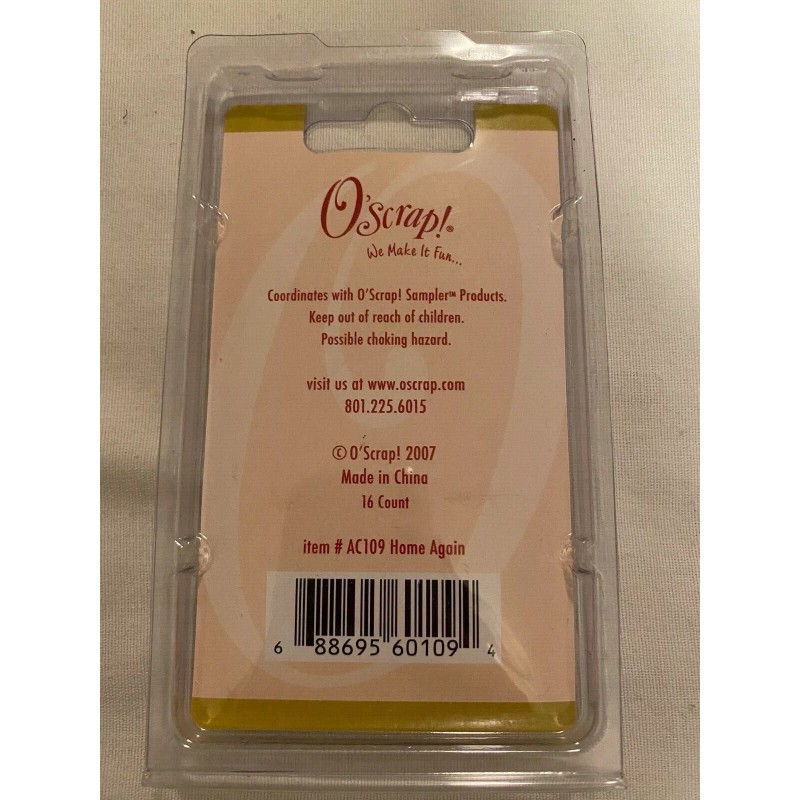 O'Scrap!®
We Make It Fun...
Coordinates with O'Scrap! Sampler™ Products.
Keep out of reach of children.
Possible choking hazard.
visit us at www.oscrap.com
801.225.6015
© O'Scrap! 2007
Made in China
16 Count
item # AC109 Home Again
6 88695 60109 4